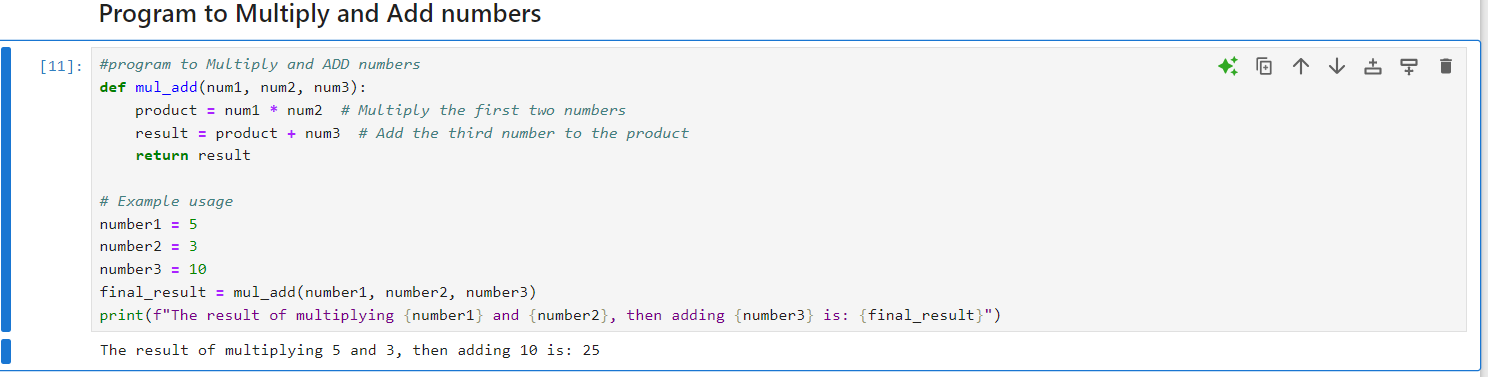 Program to Multiply and Add numbers
[11]: #program to Multiply and ADD numbers
def mul_add(num1, num2, num3):
    product = num1 * num2  # Multiply the first two numbers
    result = product + num3  # Add the third number to the product
    return result

# Example usage
number1 = 5
number2 = 3
number3 = 10
final_result = mul_add(number1, number2, number3)
print(f"The result of multiplying {number1} and {number2}, then adding {number3} is: {final_result}")
The result of multiplying 5 and 3, then adding 10 is: 25